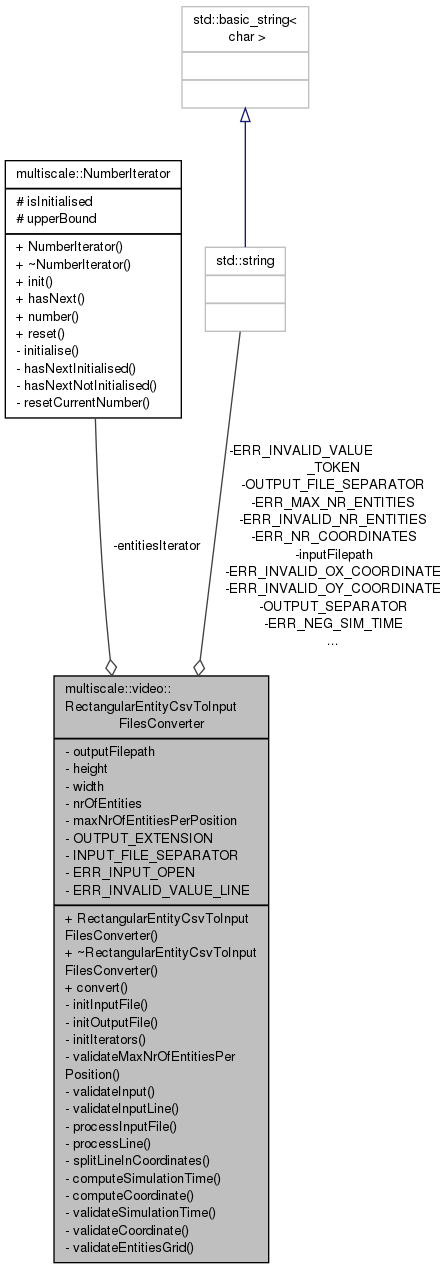 std::basic_string<
char >
multiscale::NumberIterator
# isInitialised
# upperBound
+ NumberIterator()
+ ~NumberIterator()
+ init()
+ hasNext()
+ number()
+ reset()
- initialise()
- hasNextInitialised()
- hasNextNotInitialised()
- resetCurrentNumber()
std::string
-entitiesIterator
-ERR_INVALID_VALUE
_TOKEN
-OUTPUT_FILE_SEPARATOR
-ERR_MAX_NR_ENTITIES
-ERR_INVALID_NR_ENTITIES
-ERR_NR_COORDINATES
-inputFilepath
-ERR_INVALID_OX_COORDINATE
-ERR_INVALID_OY_COORDINATE
-OUTPUT_SEPARATOR
-ERR_NEG_SIM_TIME
...
multiscale::video::
RectangularEntityCsvToInput
FilesConverter
- outputFilepath
- height
- width
- nrOfEntities
- maxNrOfEntitiesPerPosition
- OUTPUT_EXTENSION
- INPUT_FILE_SEPARATOR
- ERR_INPUT_OPEN
- ERR_INVALID_VALUE_LINE
+ RectangularEntityCsvToInput
FilesConverter()
+ ~RectangularEntityCsvToInput
FilesConverter()
+ convert()
- initInputFile()
- initOutputFile()
- initIterators()
- validateMaxNrOfEntitiesPer
Position()
- validateInput()
- validateInputLine()
- processInputFile()
- processLine()
- splitLineInCoordinates()
- computeSimulationTime()
- computeCoordinate()
- validateSimulationTime()
- validateCoordinate()
- validateEntitiesGrid()